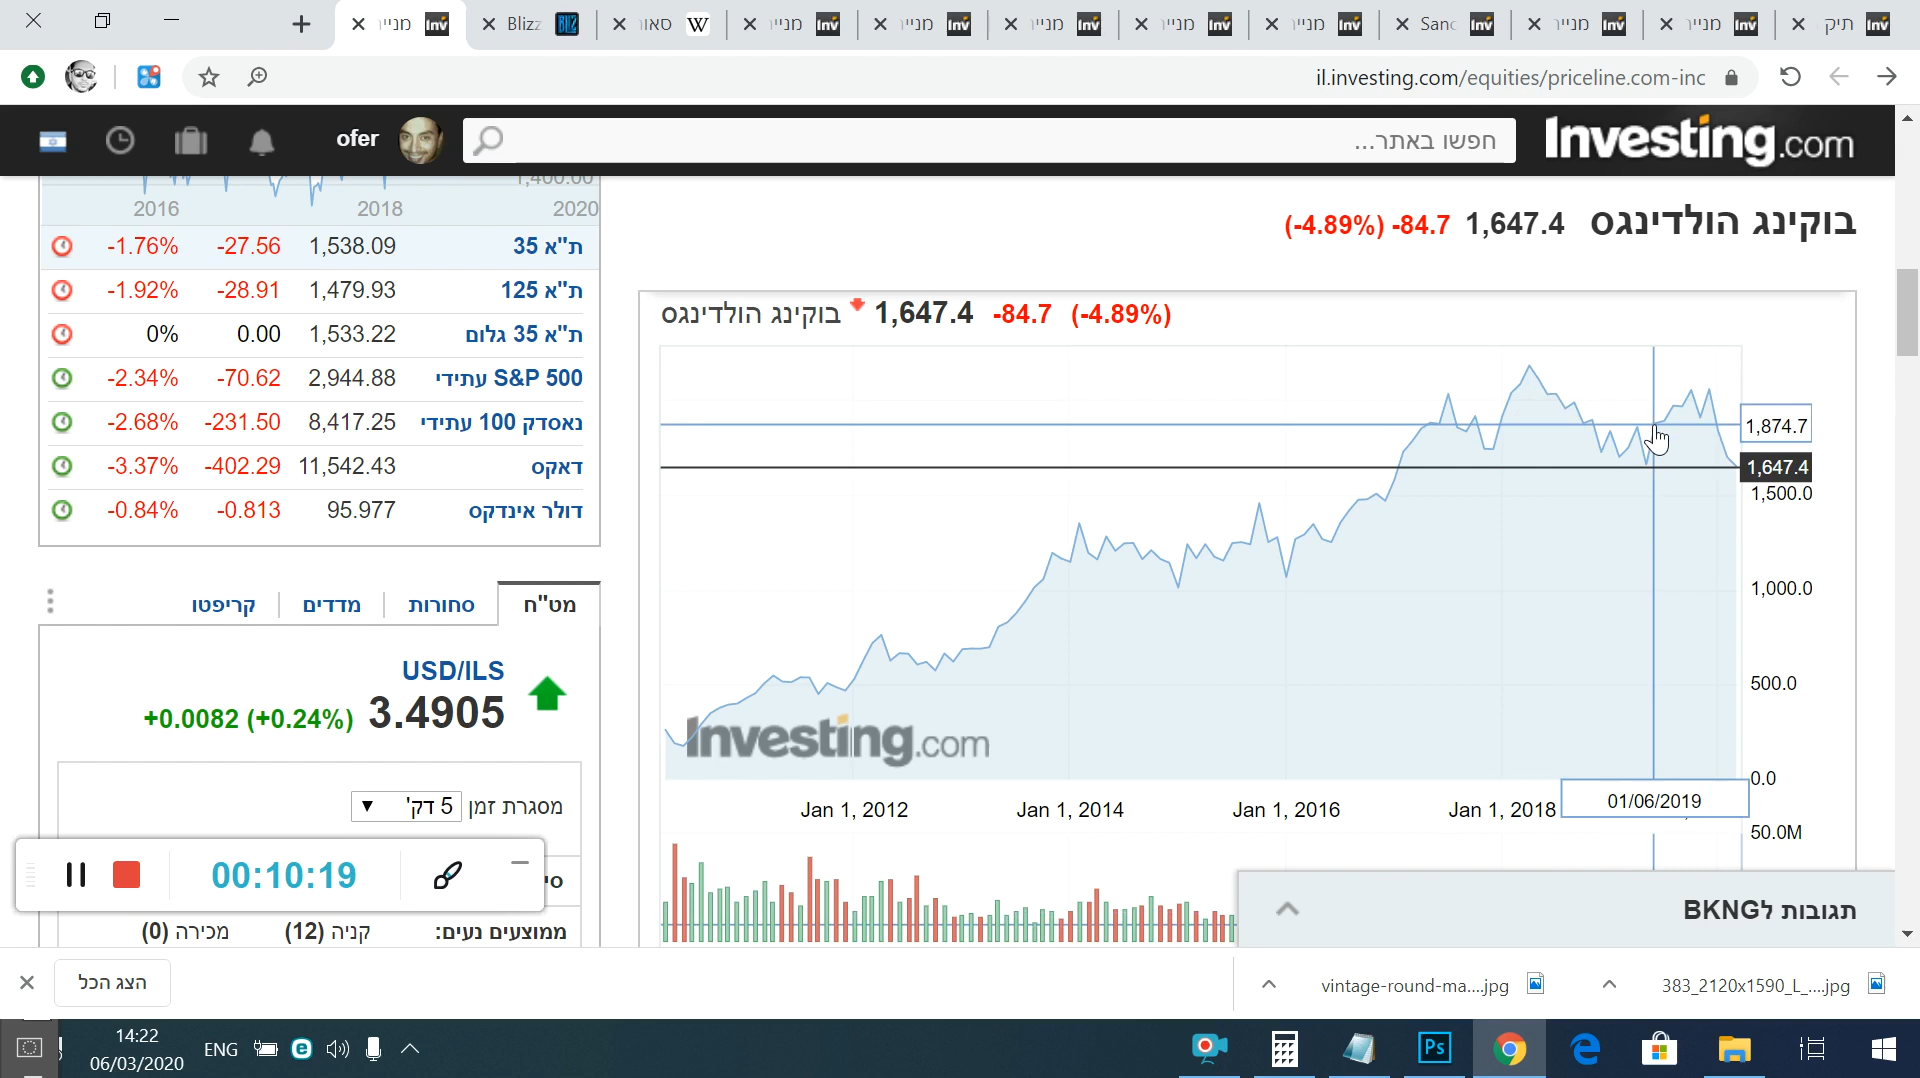 מניי
Blizz
סאו
מניי
מניי
מניי
מניי
מניי
Sanc
מניי
מניי
תיק
il.investing.com/equities/priceline.com-inc
ofer
חפשו באתר...
Investing.com
1,400.00
2016 2018 2020
ת"א 35 1,538.09 -27.56 -1.76%
ת"א 125 1,479.93 -28.91 -1.92%
ת"א 35 גלום 1,533.22 0.00 0%
S&P 500 עתידי 2,944.88 -70.62 -2.34%
נאסדק 100 עתידי 8,417.25 -231.50 -2.68%
דאקס 11,542.43 -402.29 -3.37%
דולר אינדקס 95.977 -0.813 -0.84%
מט"ח סחורות מדדים קריפטו
USD/ILS
3.4905 +0.0082 (+0.24%)
מסגרת זמן 5 דק'
00:10:19
ממוצעים נעים: קניה (12) מכירה (0)
בוקינג הולדינגס 1,647.4 -84.7 (-4.89%)
בוקינג הולדינגס 1,647.4 -84.7 (-4.89%)
1,874.7
1,647.4
1,500.0
1,000.0
500.0
0.0
50.0M
Investing.com
Jan 1, 2012 Jan 1, 2014 Jan 1, 2016 Jan 1, 2018 01/06/2019
תגובות לBKNG
הצג הכל
vintage-round-ma....jpg
383_2120x1590_L_....jpg
14:22
06/03/2020
ENG
Ps